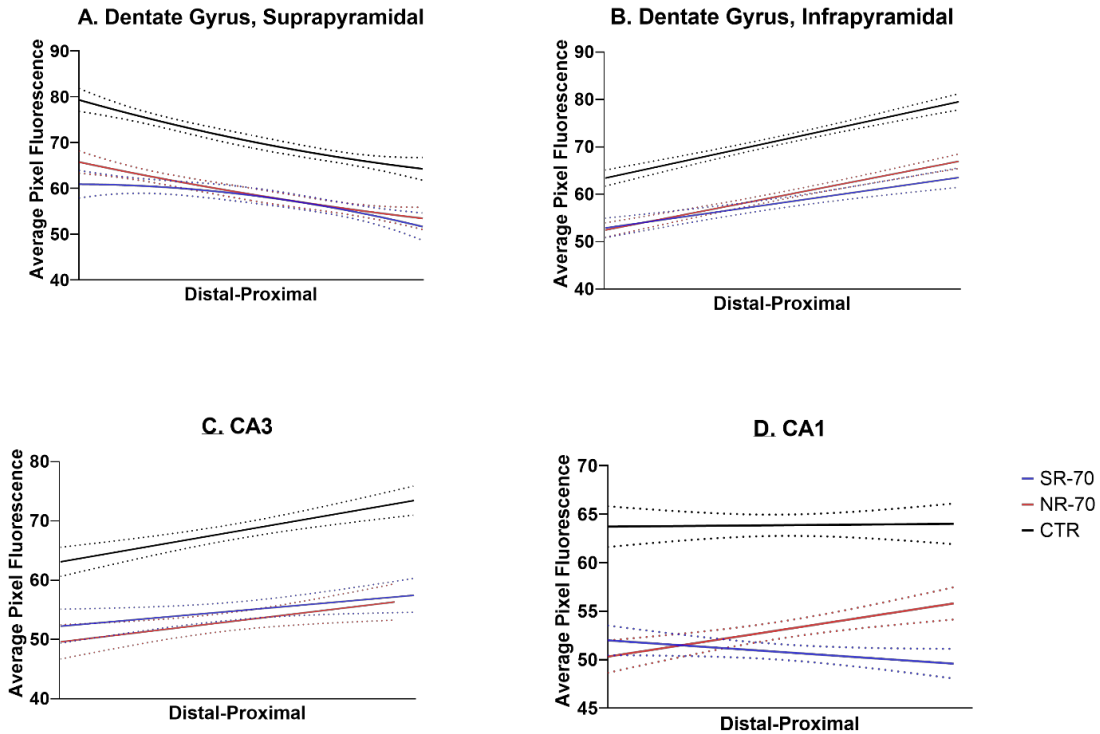 A. Dentate Gyrus, Suprapyramidal
Average Pixel Fluorescence
90
80
70
60
50
40
Distal-Proximal
B. Dentate Gyrus, Infrapyramidal
Average Pixel Fluorescence
90
80
70
60
50
40
Distal-Proximal
C. CA3
Average Pixel Fluorescence
80
70
60
50
40
Distal-Proximal
D. CA1
Average Pixel Fluorescence
70
65
60
55
50
45
Distal-Proximal
SR-70
NR-70
CTR